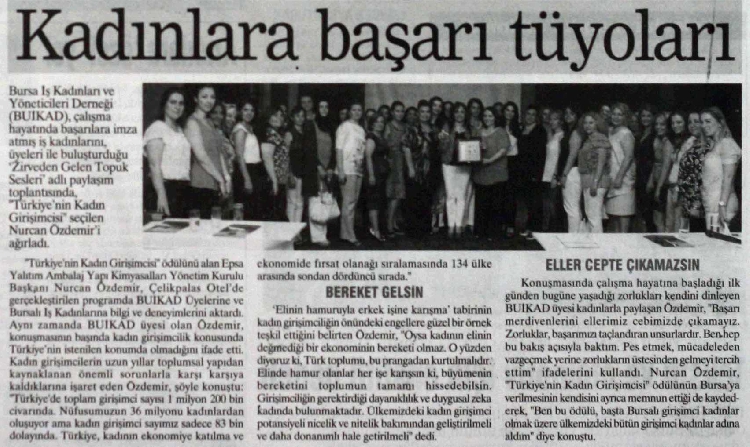 Kadınlara başarı tüyoları
Bursa İş Kadınları ve
Yöneticileri Derneği
(BUİKAD), çalışma
hayatında başarılara imza
atmış iş kadınlarını,
üyeleri ile buluşturduğu
'Zirveden Gelen Topuk
Sesleri' adlı paylaşım
toplantısında,
"Türkiye'nin Kadın
Girişimcisi" seçilen
Nurcan Özdemir'i
ağırladı.
"Türkiye'nin Kadın Girişimcisi" ödülünü alan Epsa
Yalıtım Ambalaj Yapı Kimyasalları Yönetim Kurulu
Başkanı Nurcan Özdemir, Çelikpalas Otel'de
gerçekleştirilen programda BUİKAD Üyelerine ve
Bursalı İş Kadınlarına bilgi ve deneyimlerini aktardı.
Aynı zamanda BUİKAD üyesi olan Özdemir,
konuşmasının başında kadın girişimcilik konusunda
Türkiye'nin istenilen konumda olmadığını ifade etti.
Kadın girişimcilerin uzun yıllar toplumsal yapıdan
kaynaklanan önemli sorunlarla karşı karşıya
kaldıklarına işaret eden Özdemir, şöyle konuştu:
"Türkiye'de toplam girişimci sayısı 1 milyon 200 bin
civarında. Nüfusumuzun 36 milyonu kadınlardan
oluşuyor ama kadın girişimci sayımız sadece 83 bin
dolayında. Türkiye, kadının ekonomiye katılma ve
ekonomide fırsat olanağı sıralamasında 134 ülke
arasında sondan dördüncü sırada."
BEREKET GELSİN
'Elinin hamuruyla erkek işine karışma' tabirinin
kadın girişimciliğin önündeki engellere güzel bir örnek
teşkil ettiğini belirten Özdemir, "Oysa kadının elinin
değmediği bir ekonominin bereketi olmaz. O yüzden
diyoruz ki, Türk toplumu, bu prangadan kurtulmalıdır.
Elinde hamur olanlar her işe karışsın ki, büyümenin
bereketini toplumun tamamı hissedebilsin.
Girişimciliğin gerektirdiği dayanıklılık ve duygusal zeka
kadında bulunmaktadır. Ülkemizdeki kadın girişimci
potansiyeli nicelik ve nitelik bakımından geliştirilmeli
ve daha donanımlı hale getirilmeli" dedi.
ELLER CEPTE ÇIKAMAZSIN
Konuşmasında çalışma hayatına başladığı ilk
günden bugüne yaşadığı zorlukları kendini dinleyen
BUİKAD üyesi kadınlarla paylaşan Özdemir, "Başarı
merdivenleri ellerimiz cebimizde çıkamayız.
Zorluklar, başarımızı taçlandıran unsurlardır. Ben hep
bu bakış açısıyla baktım. Pes etmek, mücadeleden
vazgeçmek yerine zorlukların üstesinden gelmeyi tercih
ettim" ifadelerini kullandı. Nurcan Özdemir,
"Türkiye'nin Kadın Girişimcisi" ödülünün Bursa'ya
verilmesinin kendisini ayrıca memnun ettiği de kayded-
erek, "Ben bu ödülü, başta Bursalı girişimci kadınlar
olmak üzere ülkemizdeki bütün girişimci kadınlar adına
aldım" diye konuştu.